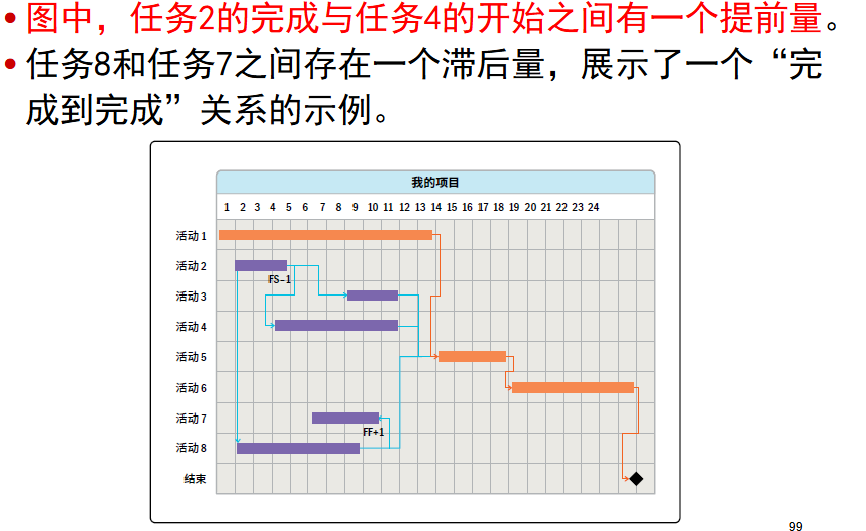 • 图中，任务2的完成与任务4的开始之间有一个提前量。
• 任务8和任务7之间存在一个滞后量，展示了一个“完
成到完成”关系的示例。
我的项目
1 2 3 4 5 6 7 8 9 10 11 12 13 14 15 16 17 18 19 20 21 22 23 24
活动 1
活动 2
FS-1
活动 3
活动 4
活动 5
活动 6
活动 7
FF+1
活动 8
结束
99